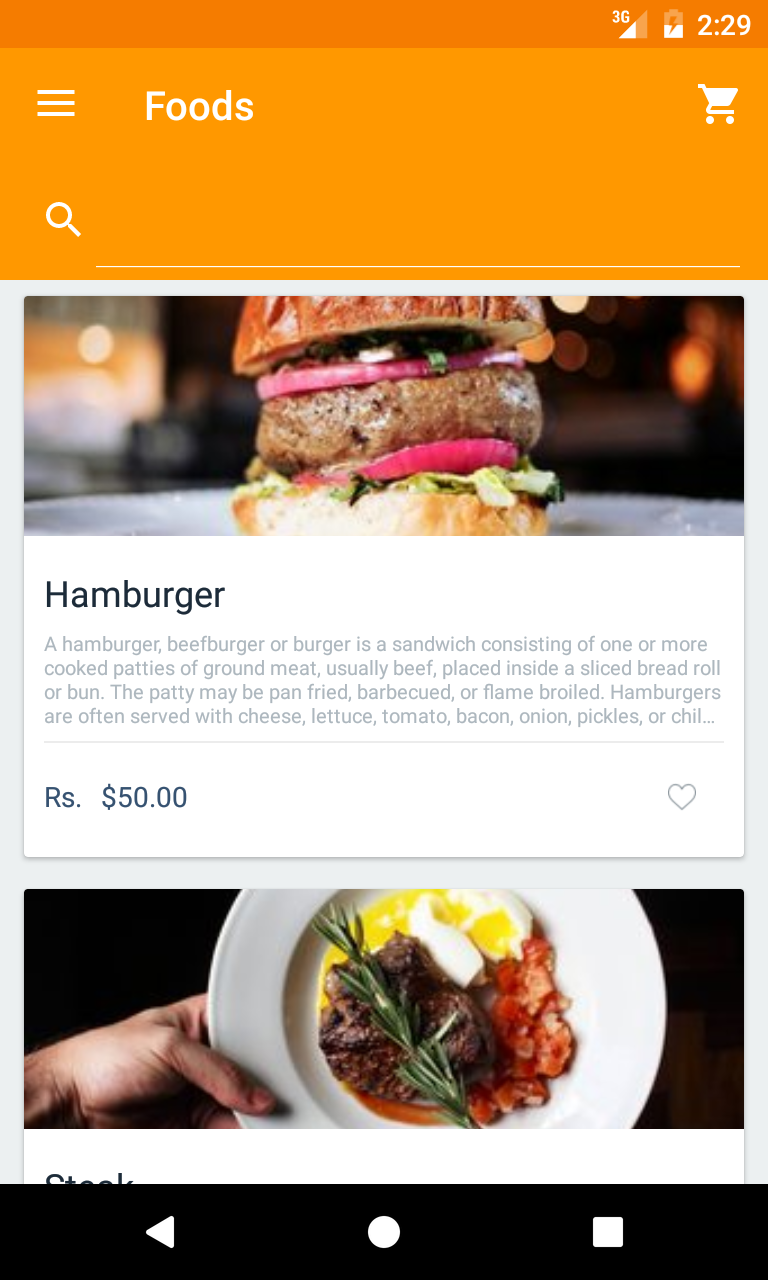 3G 2:29
Foods
Hamburger
A hamburger, beefburger or burger is a sandwich consisting of one or more
cooked patties of ground meat, usually beef, placed inside a sliced bread roll
or bun. The patty may be pan fried, barbecued, or flame broiled. Hamburgers
are often served with cheese, lettuce, tomato, bacon, onion, pickles, or chil…
Rs. $50.00
Steak